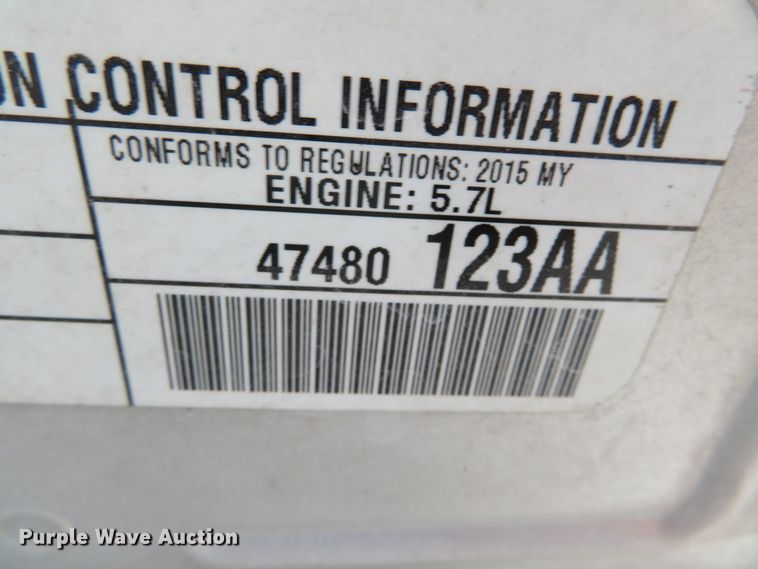 ON CONTROL INFORMATION
CONFORMS TO REGULATIONS: 2015 MY
ENGINE: 5.7L
47480 123AA
Purple Wave Auction